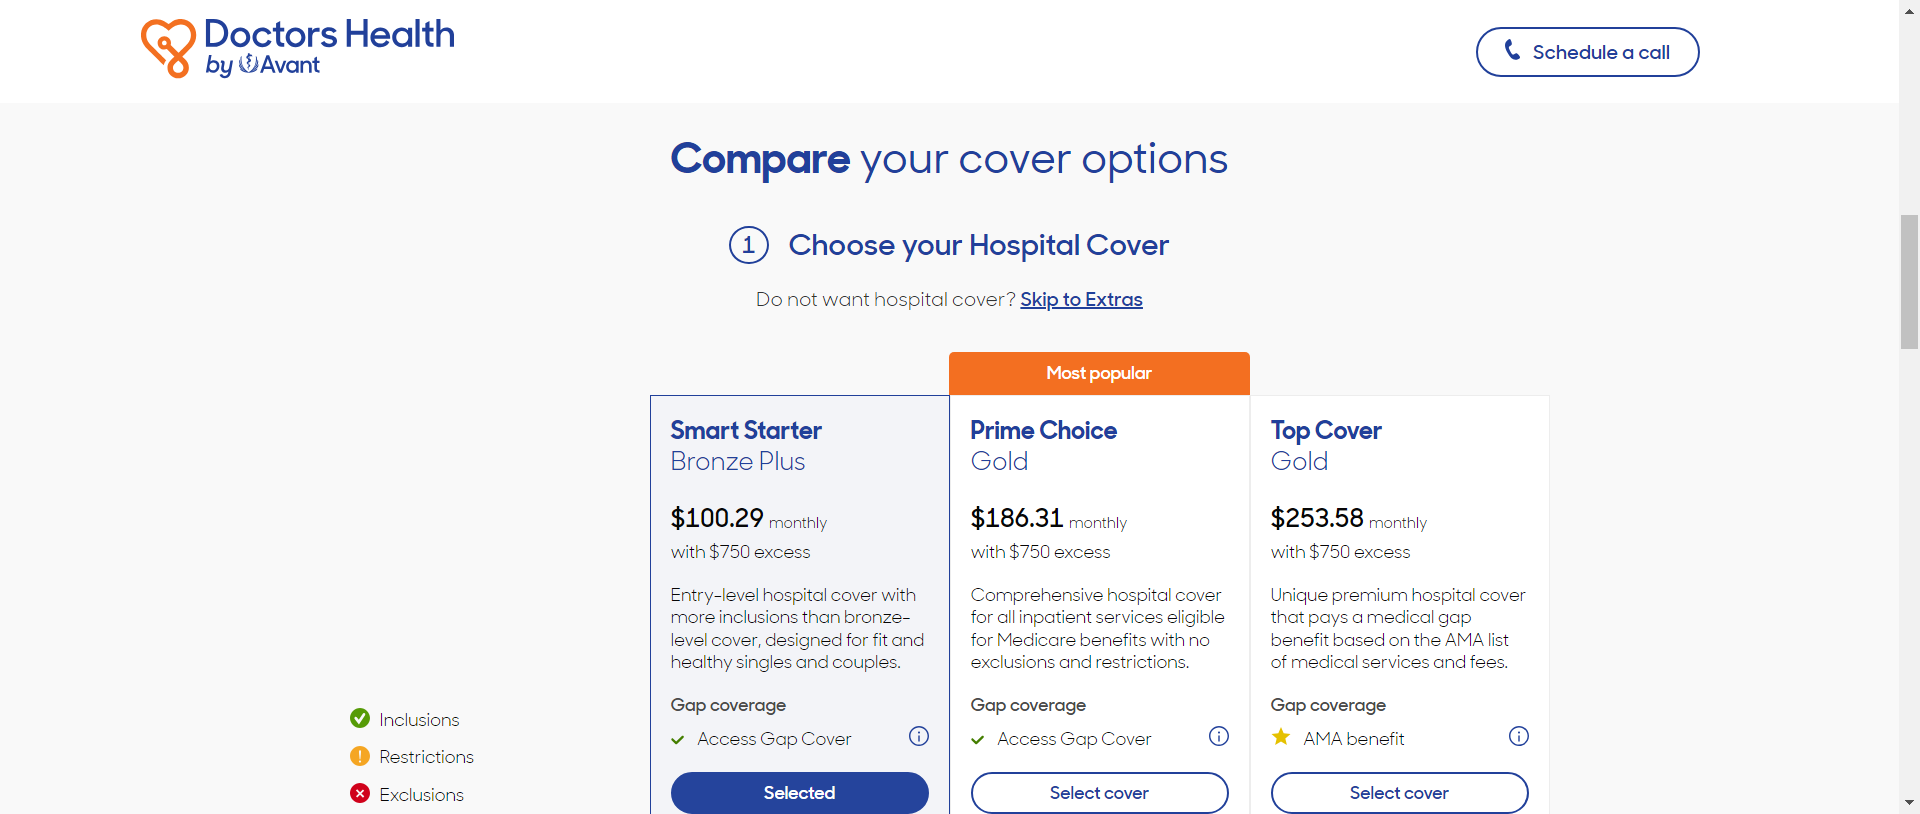 Doctors Health
by Avant
Schedule a call
Compare your cover options
1 Choose your Hospital Cover
Do not want hospital cover? Skip to Extras
Most popular
Smart Starter
Bronze Plus
$100.29 monthly
with $750 excess
Entry-level hospital cover with
more inclusions than bronze-
level cover, designed for fit and
healthy singles and couples.
Gap coverage
Access Gap Cover
Selected
Prime Choice
Gold
$186.31 monthly
with $750 excess
Comprehensive hospital cover
for all inpatient services eligible
for Medicare benefits with no
exclusions and restrictions.
Gap coverage
Access Gap Cover
Select cover
Top Cover
Gold
$253.58 monthly
with $750 excess
Unique premium hospital cover
that pays a medical gap
benefit based on the AMA list
of medical services and fees.
Gap coverage
AMA benefit
Select cover
Inclusions
Restrictions
Exclusions